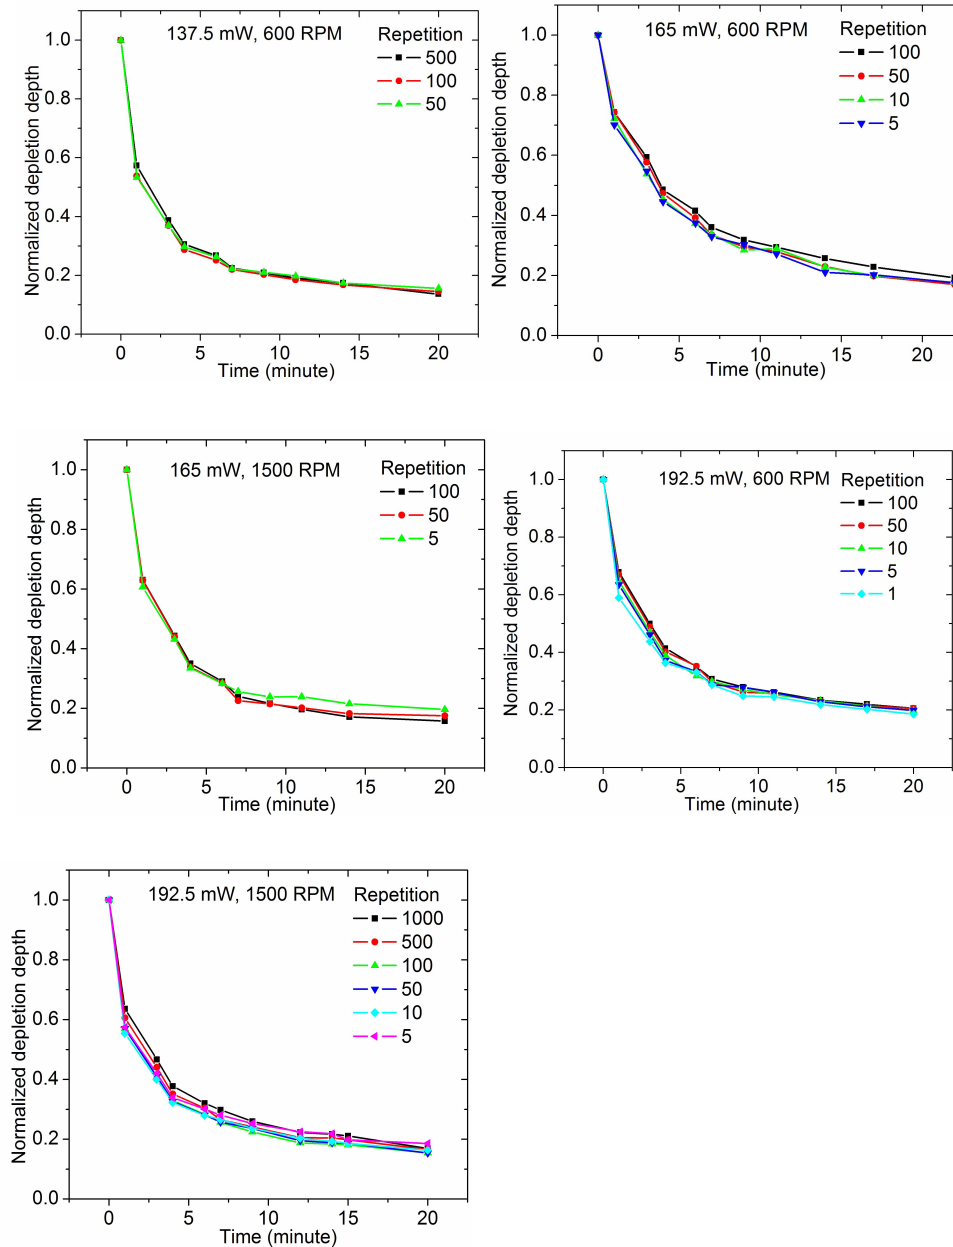 137.5 mW, 600 RPM
Repetition
500
100
50
1.0
0.8
0.6
0.4
0.2
0.0
Normalized depletion depth
0 5 10 15 20
Time (minute)
165 mW, 600 RPM
Repetition
100
50
10
5
1.0
0.8
0.6
0.4
0.2
0.0
Normalized depletion depth
0 5 10 15 20
Time (minute)
165 mW, 1500 RPM
Repetition
100
50
5
1.0
0.8
0.6
0.4
0.2
0.0
Normalized depletion depth
0 5 10 15 20
Time (minute)
192.5 mW, 600 RPM
Repetition
100
50
10
5
1
1.0
0.8
0.6
0.4
0.2
0.0
Normalized depletion depth
0 5 10 15 20
Time (minute)
192.5 mW, 1500 RPM
Repetition
1000
500
100
50
10
5
1.0
0.8
0.6
0.4
0.2
0.0
Normalized depletion depth
0 5 10 15 20
Time (minute)